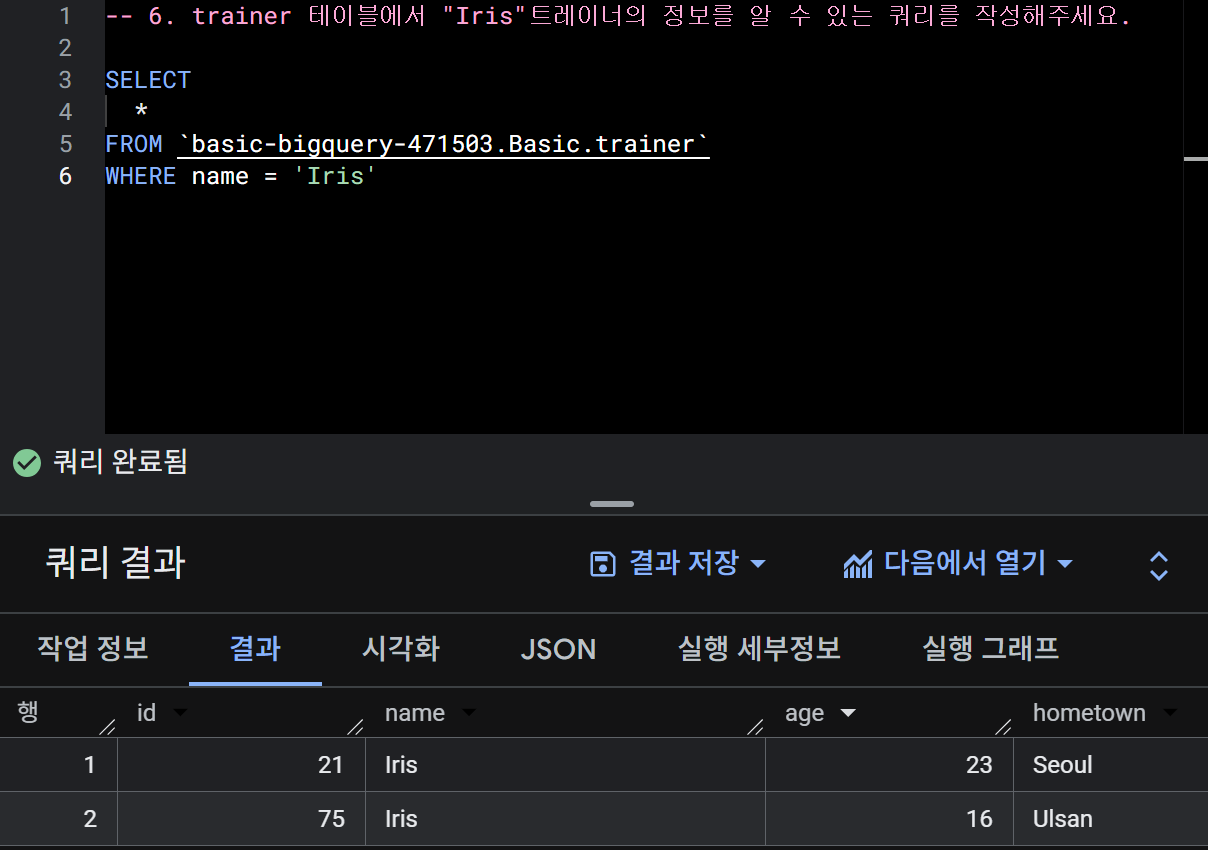 1 -- 6. trainer 테이블에서 "Iris"트레이너의 정보를 알 수 있는 쿼리를 작성해주세요.
2
3 SELECT
4   *
5 FROM `basic-bigquery-471503.Basic.trainer`
6 WHERE name = 'Iris'
쿼리 완료됨
쿼리 결과 결과 저장 다음에서 열기
작업 정보 결과 시각화 JSON 실행 세부정보 실행 그래프
행 id name age hometown
1 21 Iris 23 Seoul
2 75 Iris 16 Ulsan